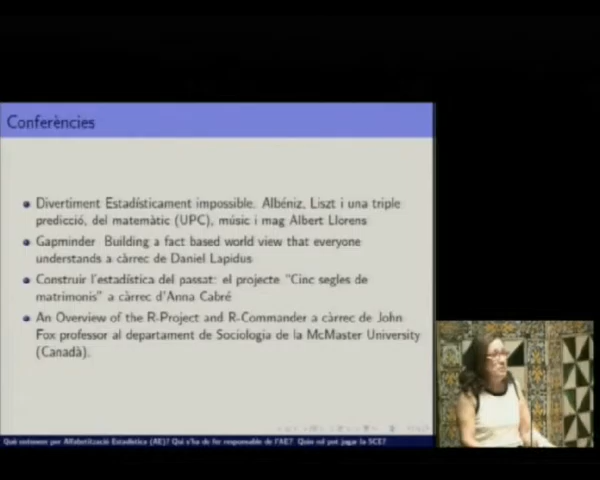 Conferències
Divertiment Estadísticament impossible. Albéniz, Liszt i una triple
predicció, del matemàtic (UPC), músic i mag Albert Llorens
Gapminder Building a fact based world view that everyone
understands a càrrec de Daniel Lapidus
Construir l'estadística del passat: el projecte "Cinc segles de
matrimonis" a càrrec d'Anna Cabré
An Overview of the R-Project and R-Commander a càrrec de John
Fox professor al departament de Sociologia de la McMaster University
(Canadà).
Què entenem per Alfabetització Estadística (AE)? Qui s'ha de fer responsable de l'AE? Quin rol pot jugar la SCE?